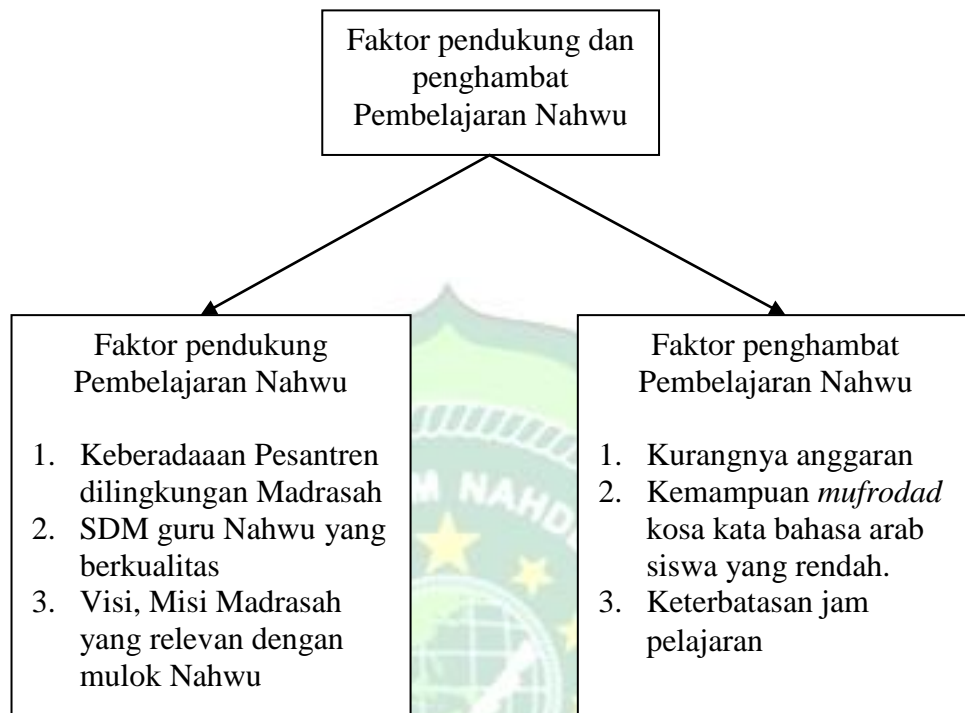 Faktor pendukung dan
penghambat
Pembelajaran Nahwu
Faktor pendukung
Pembelajaran Nahwu
1. Keberadaaan Pesantren
dilingkungan Madrasah
2. SDM guru Nahwu yang
berkualitas
3. Visi, Misi Madrasah
yang relevan dengan
mulok Nahwu
Faktor penghambat
Pembelajaran Nahwu
1. Kurangnya anggaran
2. Kemampuan mufrodad
kosa kata bahasa arab
siswa yang rendah.
3. Keterbatasan jam
pelajaran
M NAHD